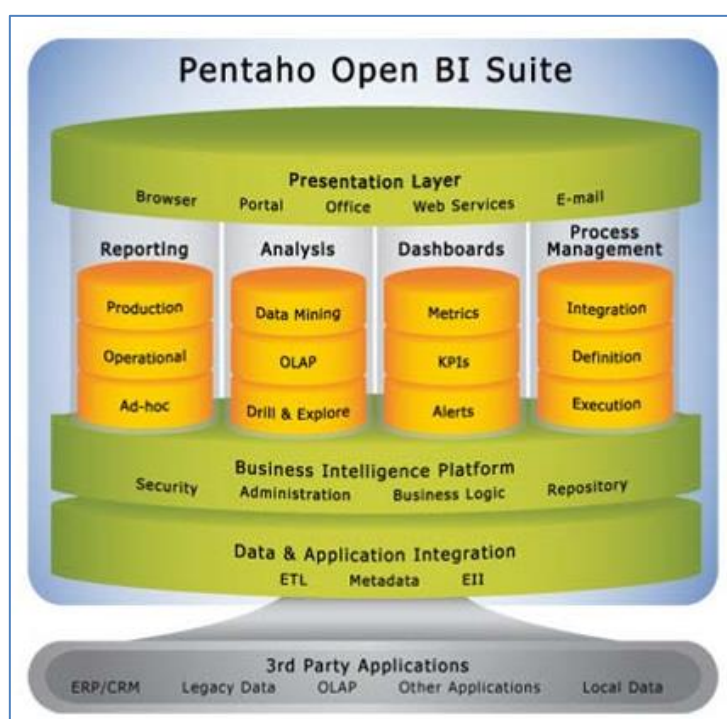 Pentaho Open BI Suite
Presentation Layer
Browser Portal Office Web Services E-mail
Reporting Analysis Dashboards Process Management
Production Data Mining Metrics Integration
Operational OLAP KPIs Definition
Ad-hoc Drill & Explore Alerts Execution
Business Intelligence Platform
Security Administration Business Logic Repository
Data & Application Integration
ETL Metadata EII
3rd Party Applications
ERP/CRM Legacy Data OLAP Other Applications Local Data